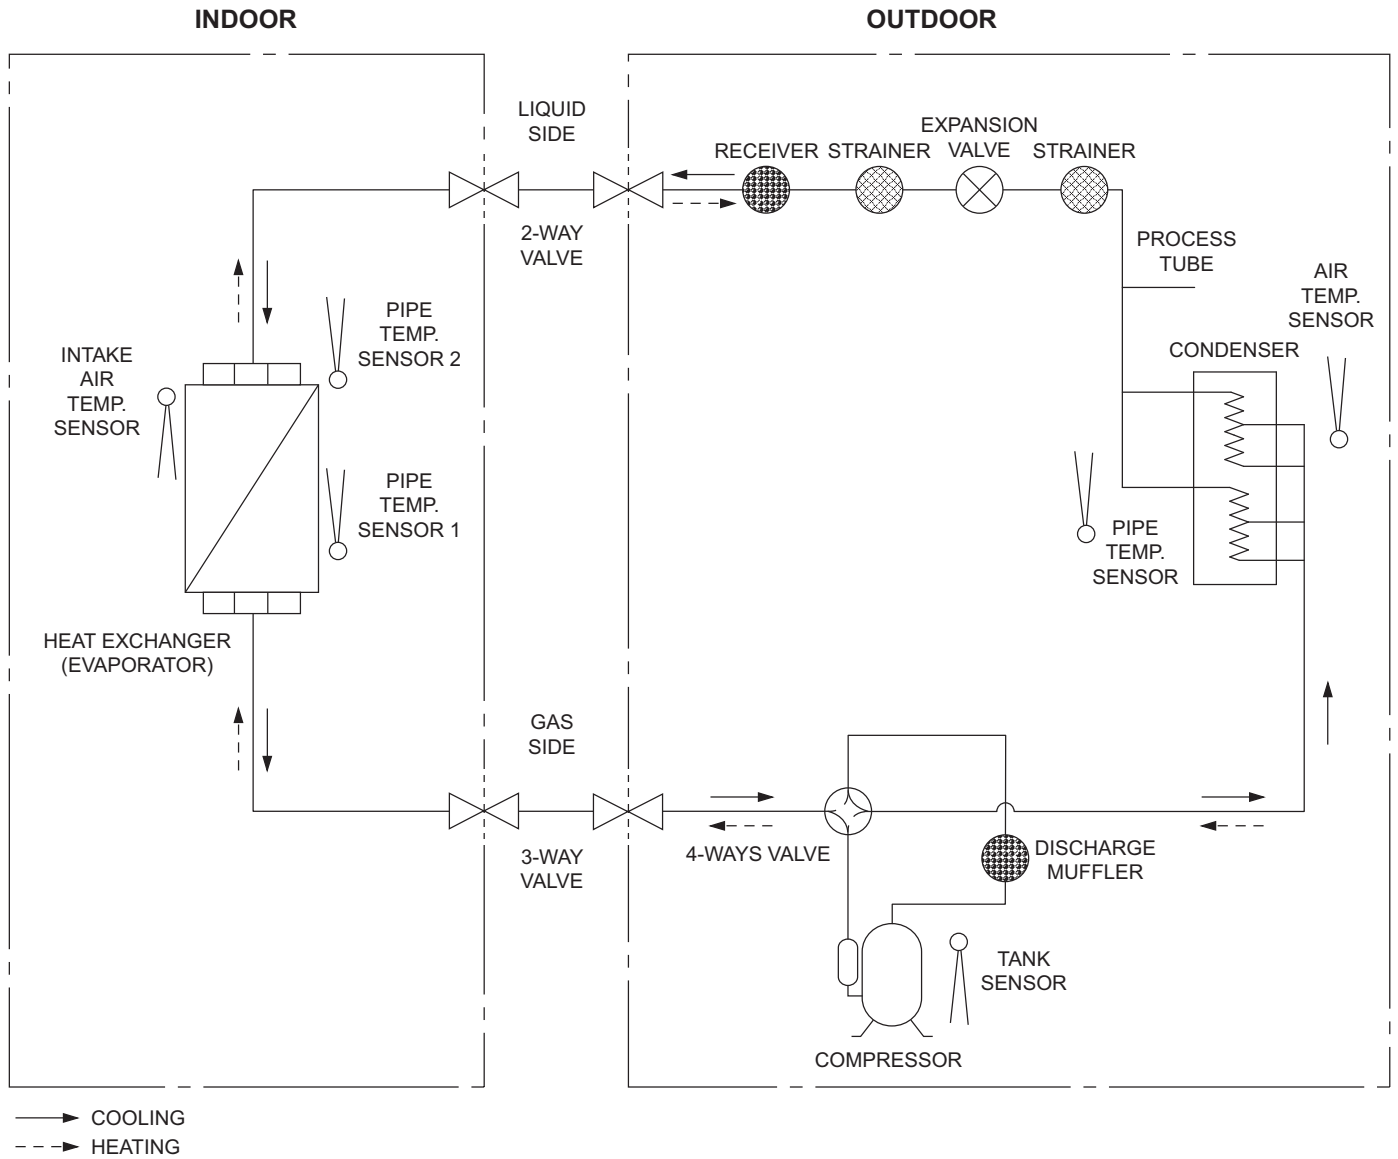 INDOOR
OUTDOOR
LIQUID
SIDE
RECEIVER
STRAINER
EXPANSION
VALVE
STRAINER
2-WAY
VALVE
PROCESS
TUBE
AIR
TEMP.
SENSOR
CONDENSER
PIPE
TEMP.
SENSOR 2
INTAKE
AIR
TEMP.
SENSOR
PIPE
TEMP.
SENSOR 1
PIPE
TEMP.
SENSOR
HEAT EXCHANGER
(EVAPORATOR)
GAS
SIDE
3-WAY
VALVE
4-WAYS VALVE
DISCHARGE
MUFFLER
TANK
SENSOR
COMPRESSOR
COOLING
HEATING